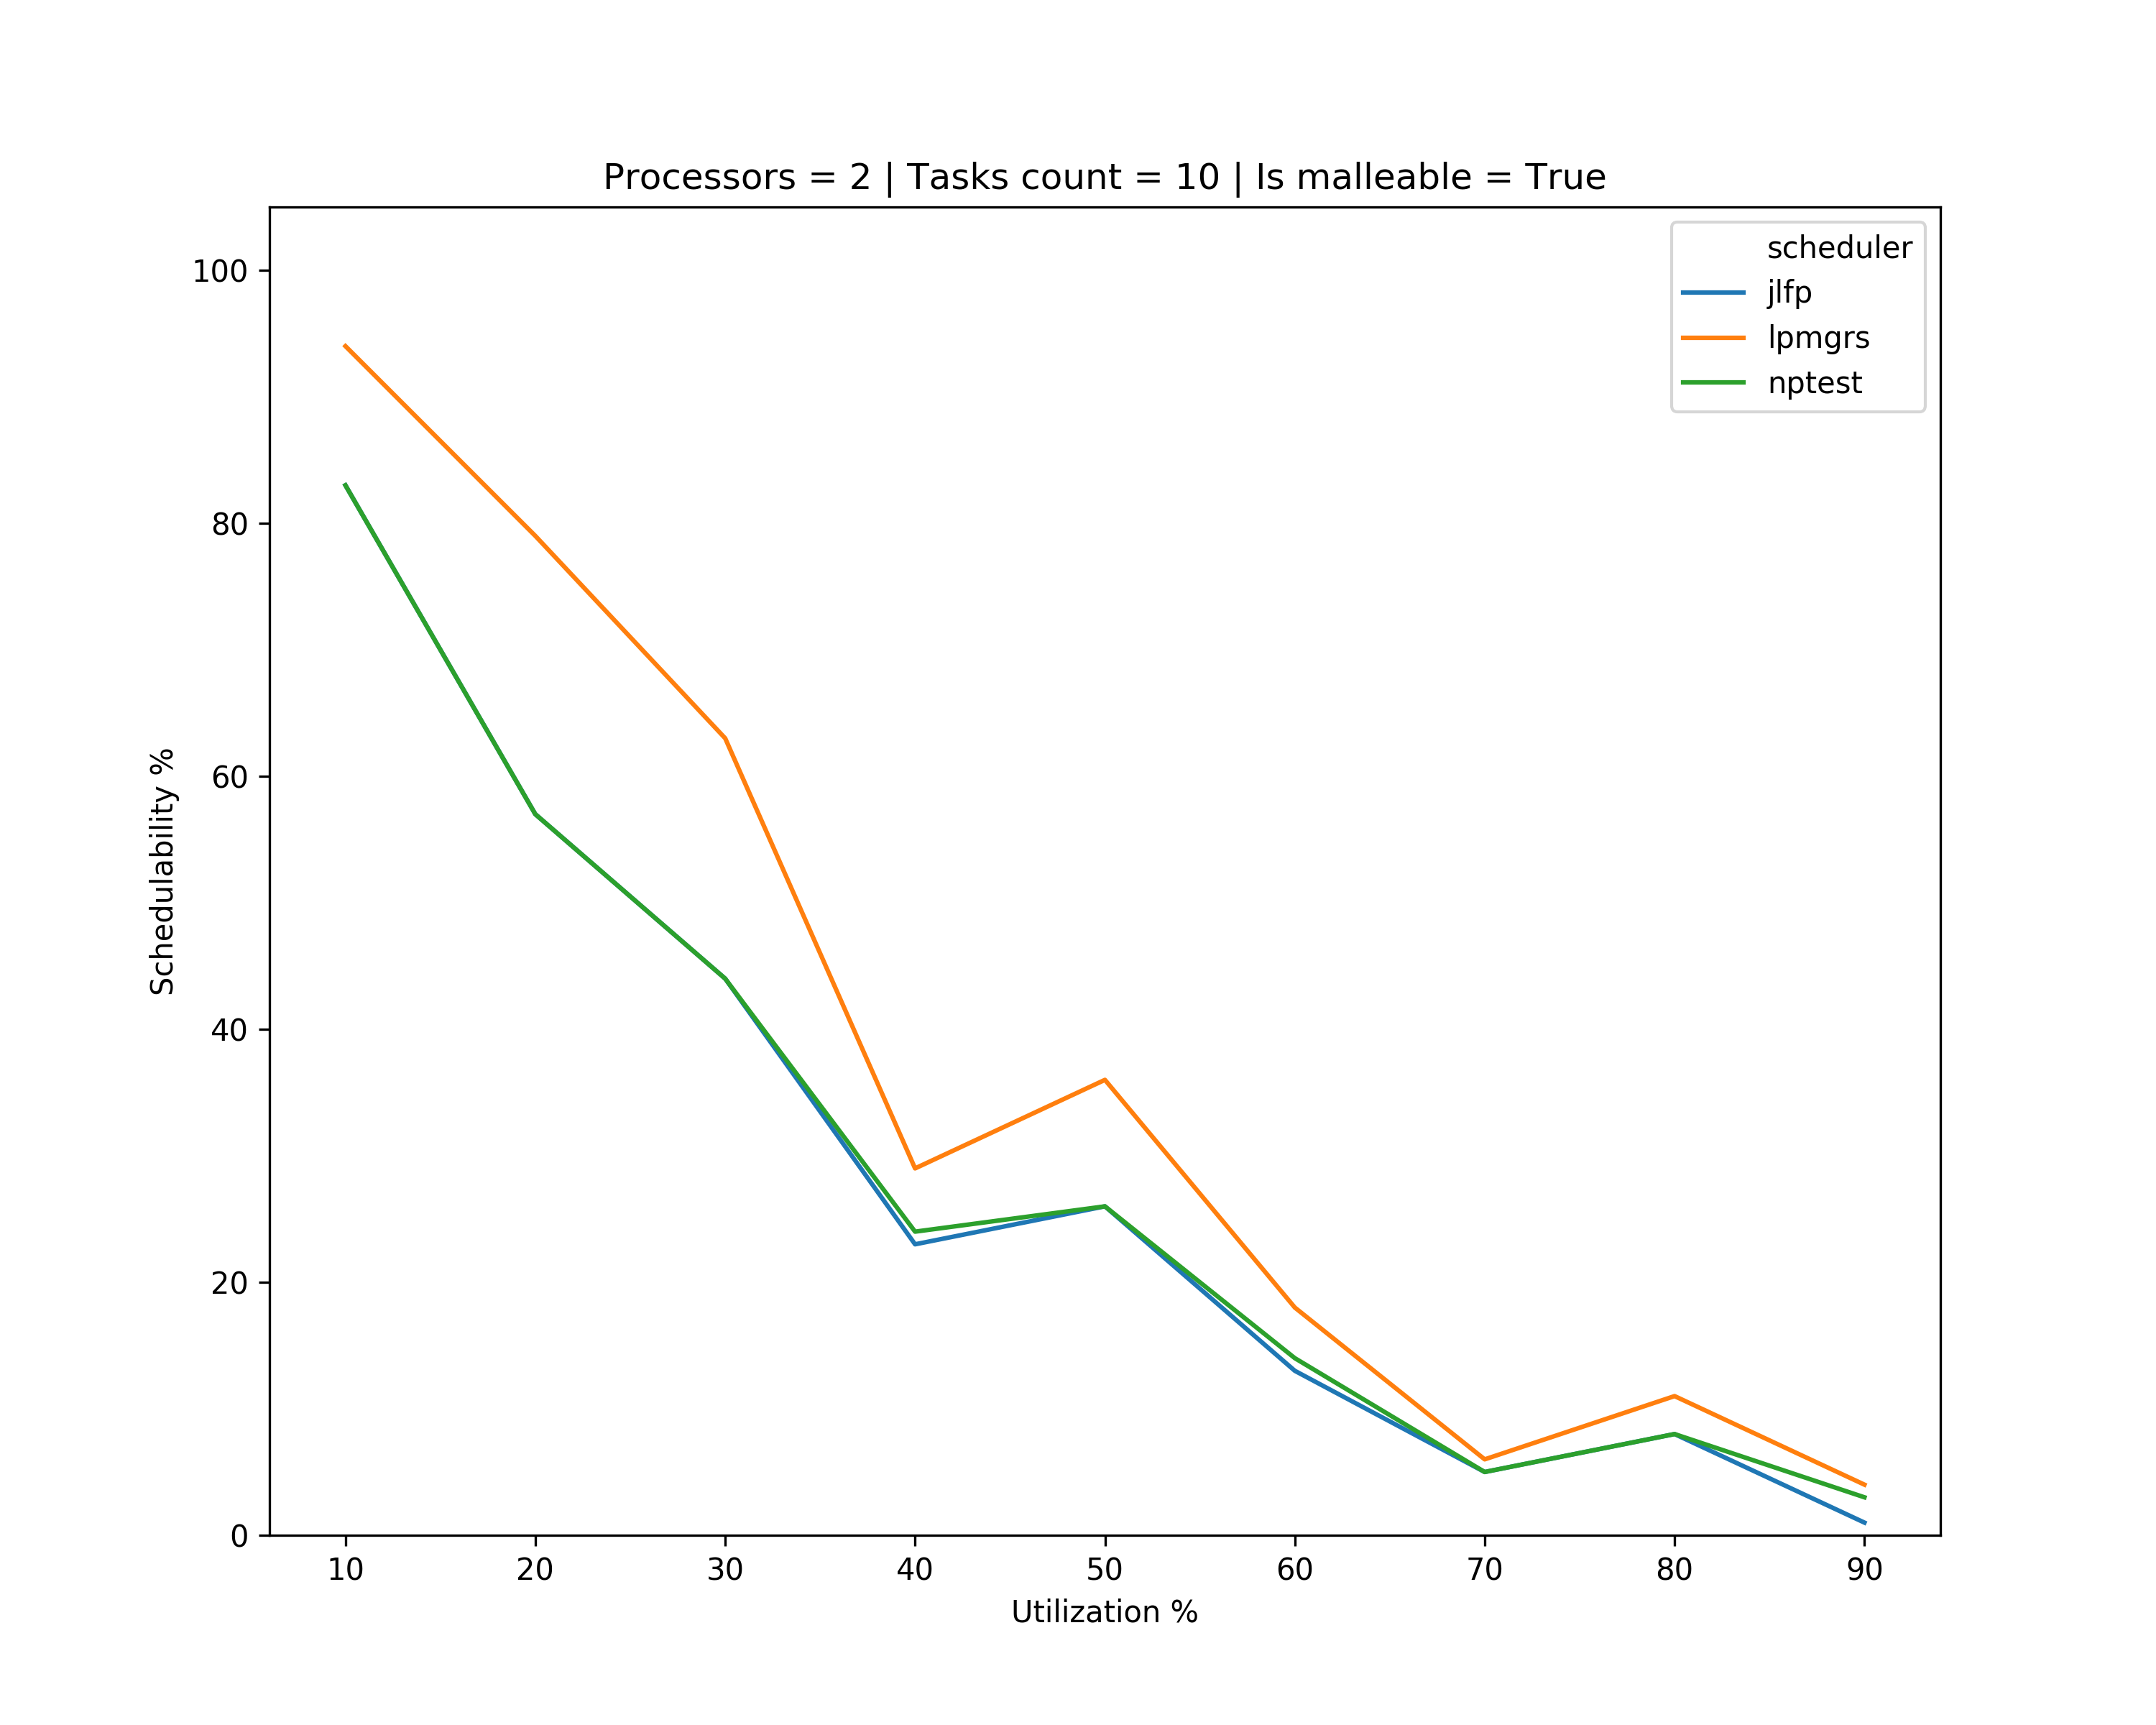 Processors = 2 | Tasks count = 10 | Is malleable = True
scheduler
jlfp
lpmgrs
nptest
Schedulability %
100
80
60
40
20
0
10 20 30 40 50 60 70 80 90
Utilization %